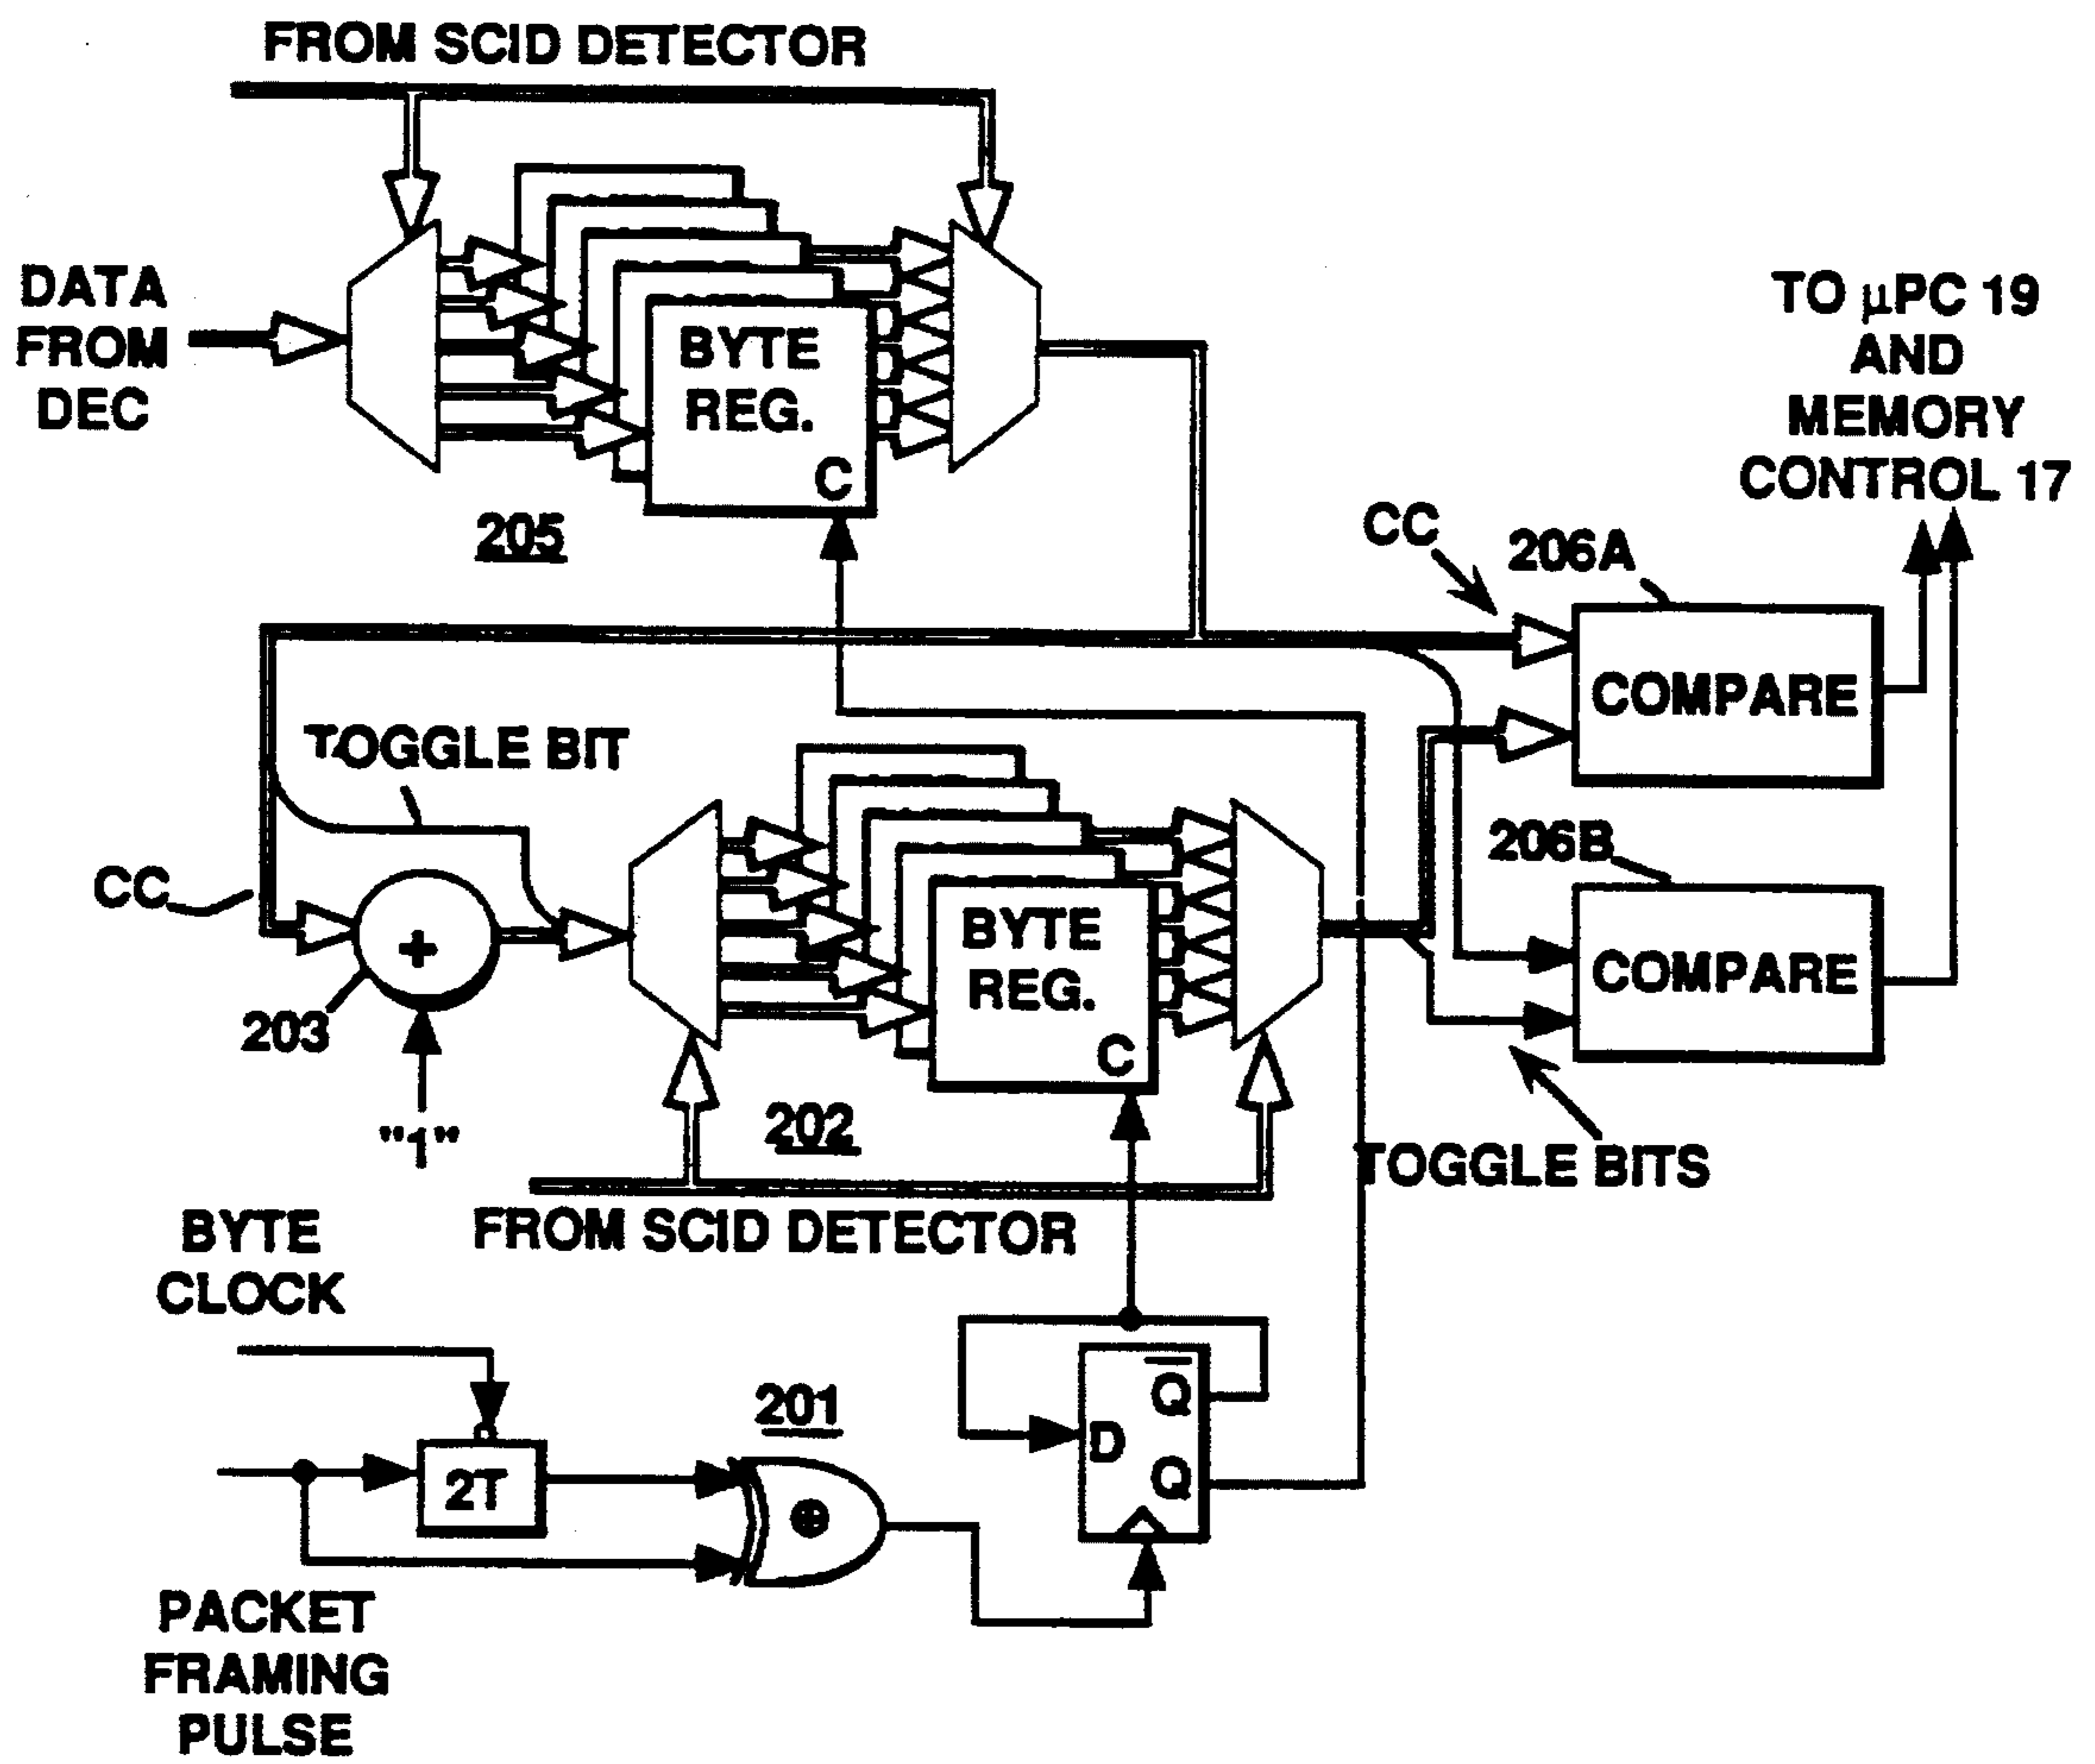 FROM SCID DETECTOR
DATA
FROM
DEC
BYTE
REG.
C
205
TO μPC 19
AND
MEMORY
CONTROL 17
CC
206A
COMPARE
TOGGLE BIT
CC
+
203
"1"
BYTE
REG.
C
202
206B
COMPARE
TOGGLE BITS
FROM SCID DETECTOR
BYTE
CLOCK
2T
201
⊕
D
Q̅
Q
PACKET
FRAMING
PULSE